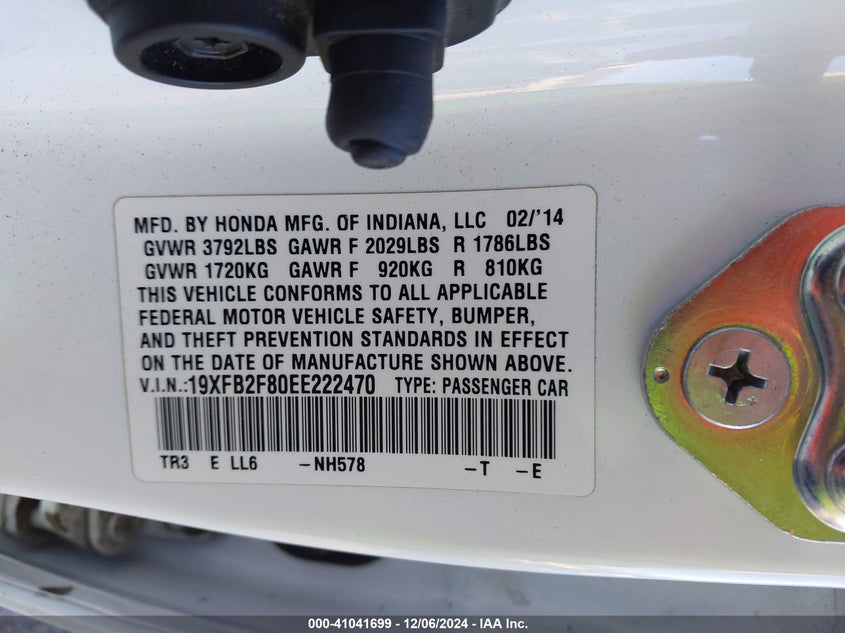 MFD. BY HONDA MFG. OF INDIANA, LLC 02/'14
GVWR 3792LBS GAWR F 2029LBS R 1786LBS
GVWR 1720KG GAWR F 920KG R 810KG
THIS VEHICLE CONFORMS TO ALL APPLICABLE
FEDERAL MOTOR VEHICLE SAFETY, BUMPER,
AND THEFT PREVENTION STANDARDS IN EFFECT
ON THE DATE OF MANUFACTURE SHOWN ABOVE.
V.I.N.:19XFB2F80EE222470 TYPE: PASSENGER CAR
TR3 E LL6 -NH578 -T -E
000-41041699 - 12/06/2024 - IAA Inc.